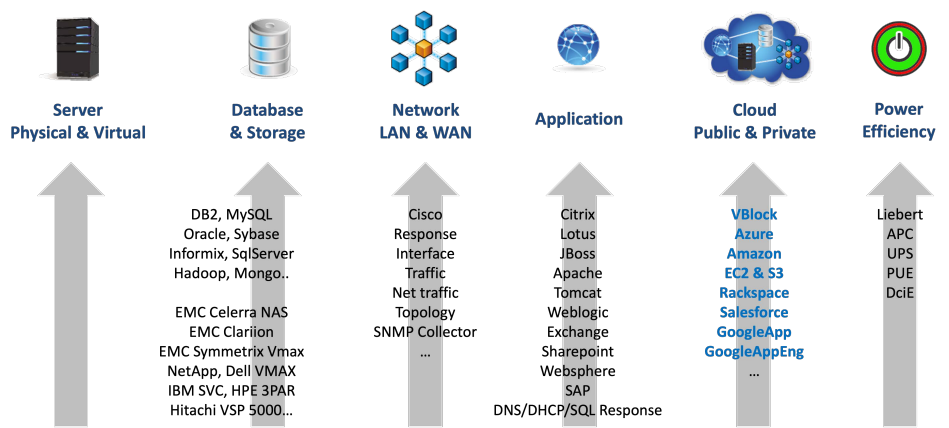 Server
Physical & Virtual
Database
& Storage
DB2, MySQL
Oracle, Sybase
Informix, SqlServer
Hadoop, Mongo..
EMC Celerra NAS
EMC Clariion
EMC Symmetrix Vmax
NetApp, Dell VMAX
IBM SVC, HPE 3PAR
Hitachi VSP 5000...
Network
LAN & WAN
Cisco
Response
Interface
Traffic
Net traffic
Topology
SNMP Collector
...
Application
Citrix
Lotus
JBoss
Apache
Tomcat
Weblogic
Exchange
Sharepoint
Websphere
SAP
DNS/DHCP/SQL Response
Cloud
Public & Private
VBlock
Azure
Amazon
EC2 & S3
Rackspace
Salesforce
GoogleApp
GoogleAppEng
...
Power
Efficiency
Liebert
APC
UPS
PUE
DciE